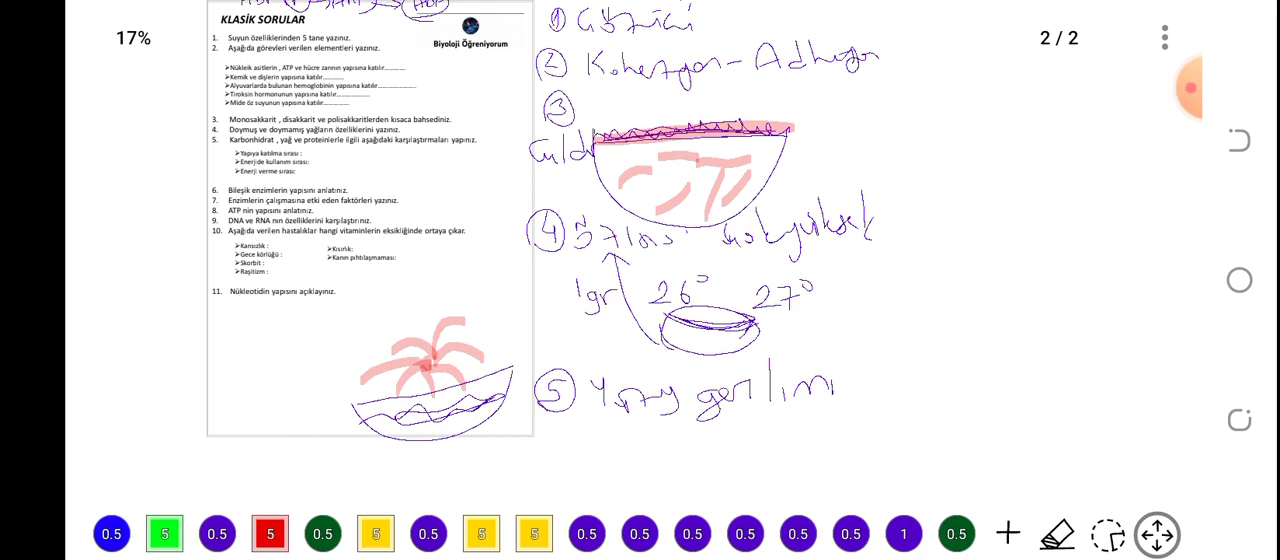 17%
2 / 2
KLASİK SORULAR
Biyoloji Öğreniyorum
1. Suyun özelliklerinden 5 tane yazınız.
2. Aşağıda görevleri verilen elementleri yazınız.
➤Nükleik asitlerin , ATP ve hücre zarının yapısına katılır............
➤Kemik ve dişlerin yapısına katılır............
➤Alyuvarlarda bulunan hemoglobinin yapısına katılır......................
➤Tiroksin hormonunun yapısına katılır..................
➤Mide öz suyunun yapısına katılır..............
3. Monosakkarit , disakkarit ve polisakkaritlerden kısaca bahsediniz.
4. Doymuş ve doymamış yağların özelliklerini yazınız.
5. Karbonhidrat , yağ ve proteinlerle ilgili aşağıdaki karşılaştırmaları yapınız.
➤Yapıya katılma sırası :
➤Enerjide kullanım sırası:
➤Enerji verme sırası:
6. Bileşik enzimlerin yapısını anlatınız.
7. Enzimlerin çalışmasına etki eden faktörleri yazınız.
8. ATP nin yapısını anlatınız.
9. DNA ve RNA nın özelliklerini karşılaştırınız.
10. Aşağıda verilen hastalıklar hangi vitaminlerin eksikliğinde ortaya çıkar.
➤Kansızlık :
➤Gece körlüğü :
➤Skorbit :
➤Raşitizm :
➤Kısırlık:
➤Kanın pıhtılaşmaması:
11. Nükleotidin yapısını açıklayınız.
① Çözücü
② Kohezyon - Adhezyon
③
④ Özısısı çok yüksek
1gr 26° 27°
⑤ Yüzey gerilimi
0.5 5 0.5 5 0.5 5 0.5 5 5 0.5 0.5 0.5 0.5 0.5 0.5 1 0.5